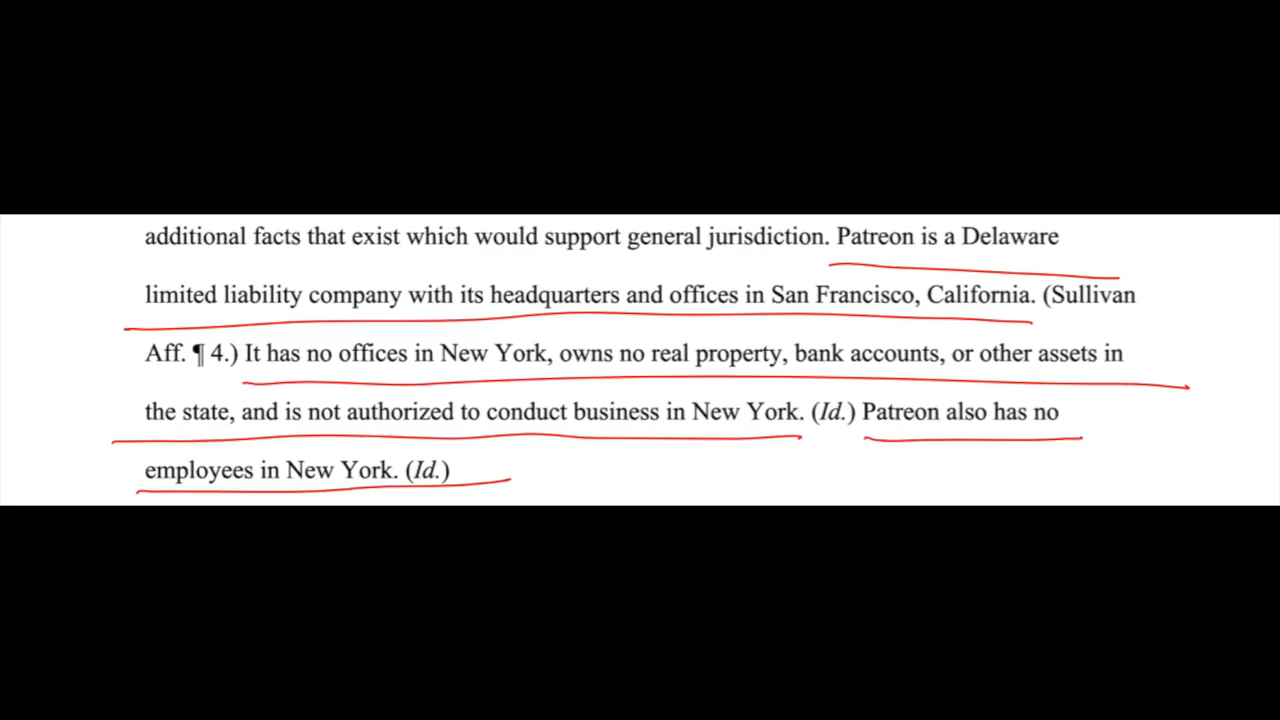 additional facts that exist which would support general jurisdiction. Patreon is a Delaware
limited liability company with its headquarters and offices in San Francisco, California. (Sullivan
Aff. ¶ 4.) It has no offices in New York, owns no real property, bank accounts, or other assets in
the state, and is not authorized to conduct business in New York. (Id.) Patreon also has no
employees in New York. (Id.)